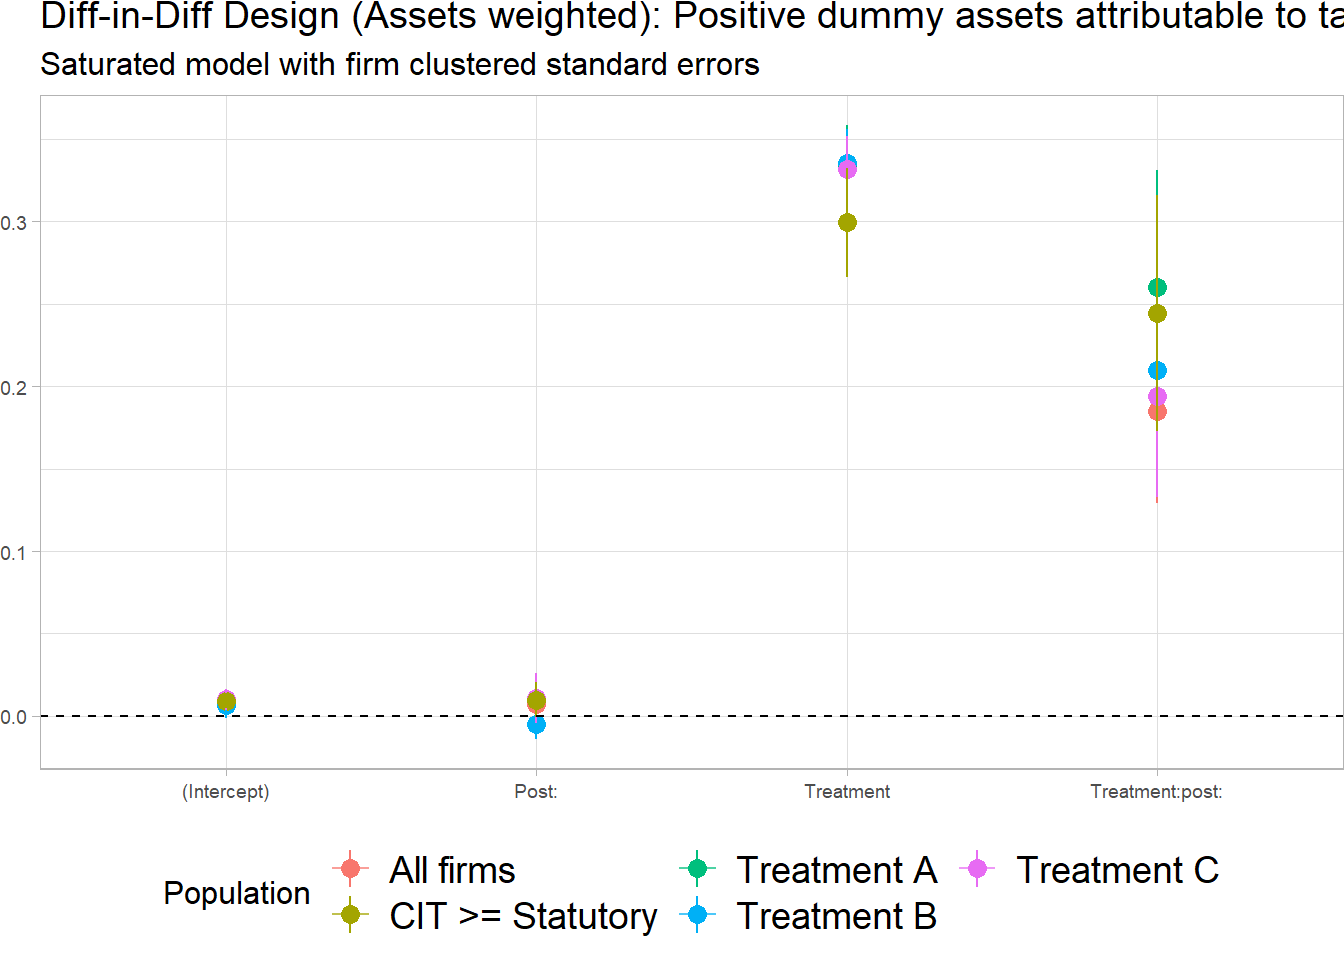 Diff-in-Diff Design (Assets weighted): Positive dummy assets attributable to
Saturated model with firm clustered standard errors
0.3
0.2
0.1
0.0
(Intercept) Post: Treatment Treatment:post:
Population
All firms
CIT >= Statutory
Treatment A
Treatment B
Treatment C